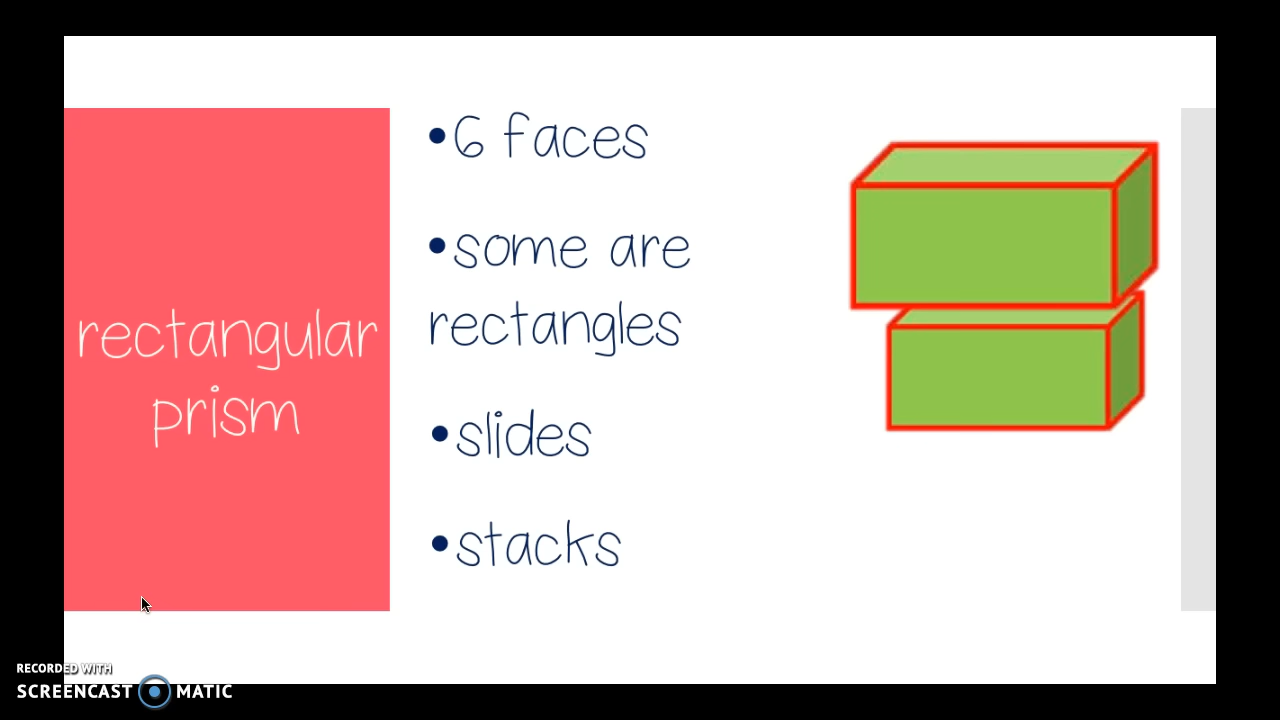 rectangular
prism
•6 faces
•some are
rectangles
•slides
•stacks
RECORDED WITH
SCREENCAST MATIC